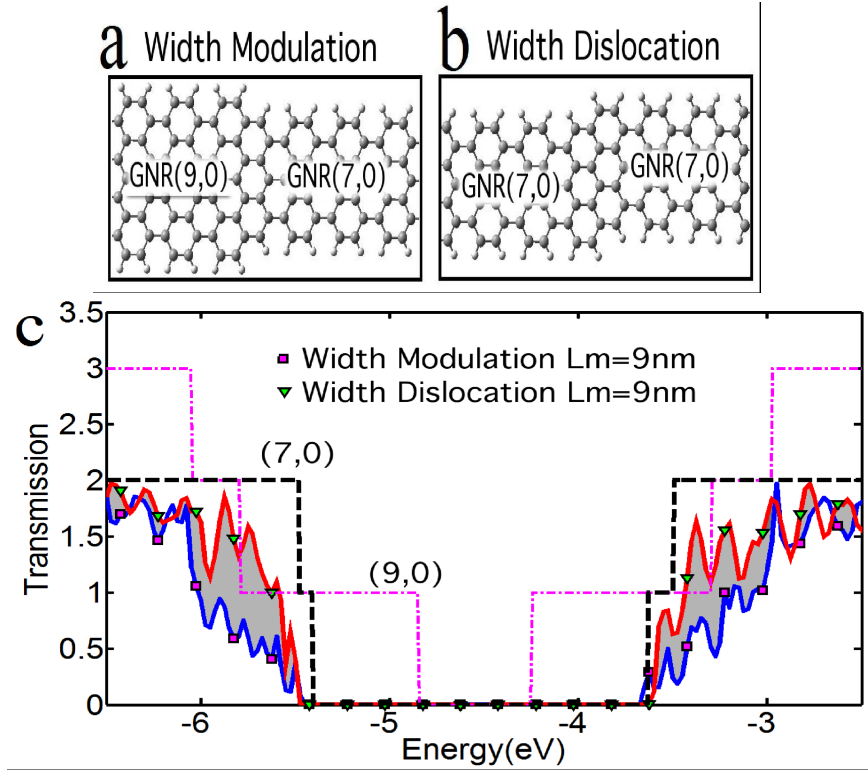 a Width Modulation
b Width Dislocation
GNR(9,0) GNR(7,0)
GNR(7,0) GNR(7,0)
c
3.5
3
2.5
2
1.5
1
0.5
0
Transmission
Width Modulation Lm=9nm
Width Dislocation Lm=9nm
(7,0)
(9,0)
-6 -5 -4 -3
Energy(eV)